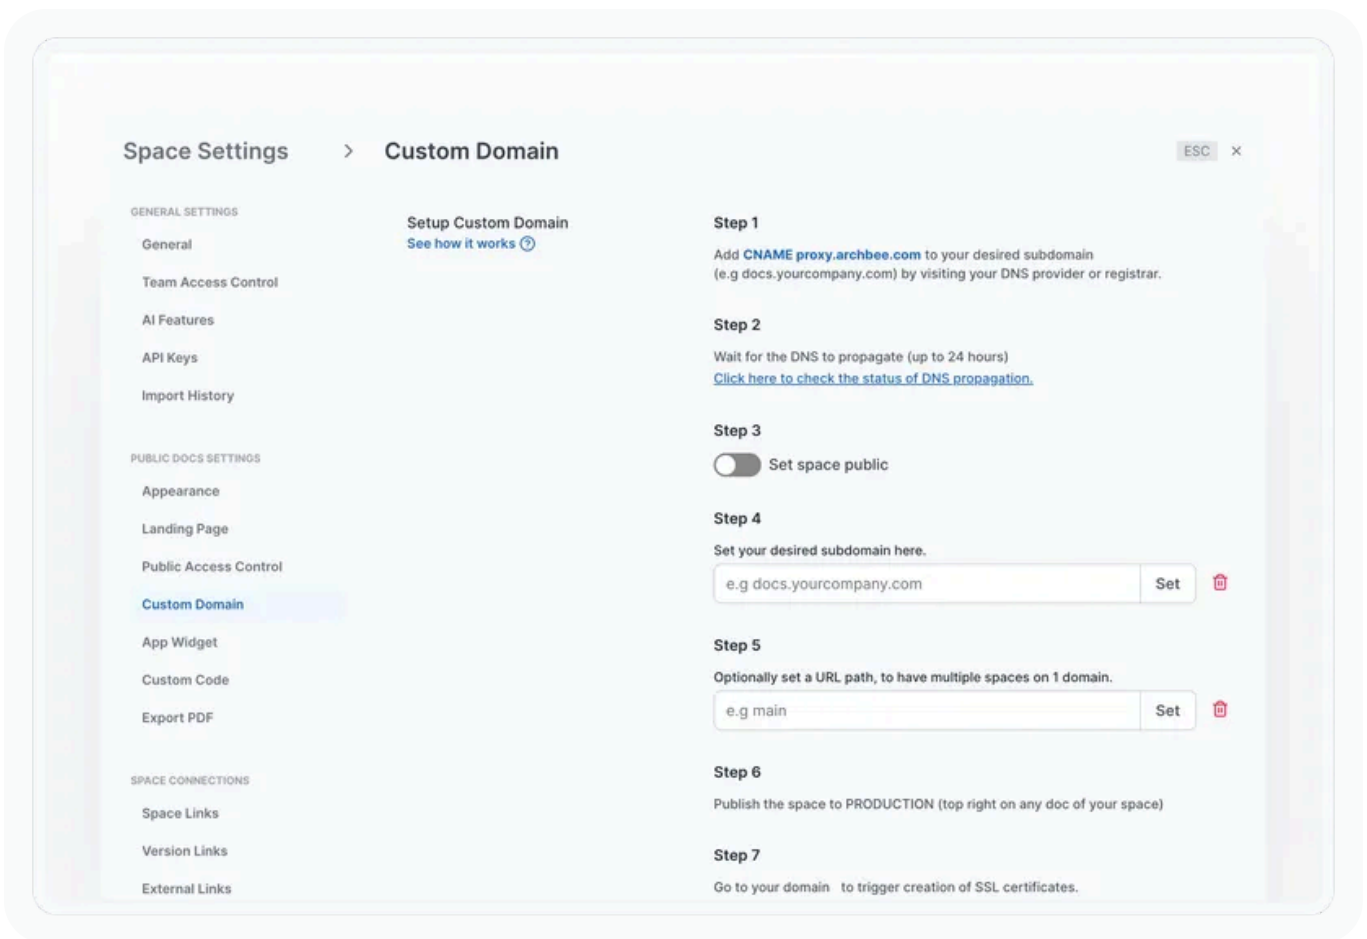 Space Settings > Custom Domain
ESC ×
GENERAL SETTINGS
General
Team Access Control
AI Features
API Keys
Import History
PUBLIC DOCS SETTINGS
Appearance
Landing Page
Public Access Control
Custom Domain
App Widget
Custom Code
Export PDF
SPACE CONNECTIONS
Space Links
Version Links
External Links
Setup Custom Domain
See how it works ?
Step 1
Add CNAME proxy.archbee.com to your desired subdomain
(e.g docs.yourcompany.com) by visiting your DNS provider or registrar.
Step 2
Wait for the DNS to propagate (up to 24 hours)
Click here to check the status of DNS propagation.
Step 3
Set space public
Step 4
Set your desired subdomain here.
e.g docs.yourcompany.com Set
Step 5
Optionally set a URL path, to have multiple spaces on 1 domain.
e.g main Set
Step 6
Publish the space to PRODUCTION (top right on any doc of your space)
Step 7
Go to your domain to trigger creation of SSL certificates.